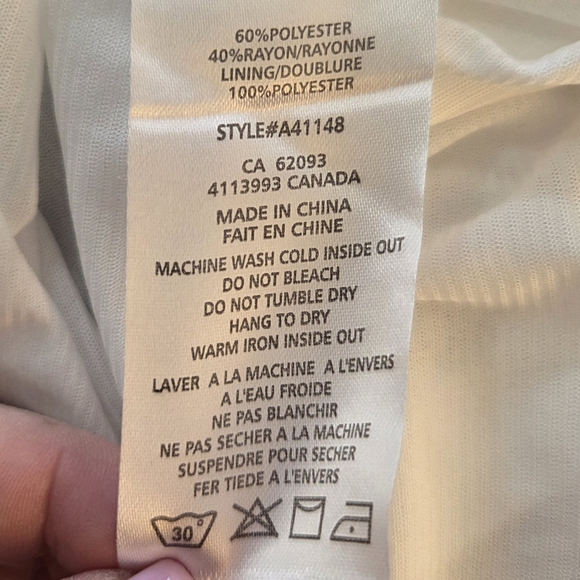 60%POLYESTER
40%RAYON/RAYONNE
LINING/DOUBLURE
100%POLYESTER
STYLE#A41148
CA 62093
4113993 CANADA
MADE IN CHINA
FAIT EN CHINE
MACHINE WASH COLD INSIDE OUT
DO NOT BLEACH
DO NOT TUMBLE DRY
HANG TO DRY
WARM IRON INSIDE OUT
LAVER A LA MACHINE A L'ENVERS
A L'EAU FROIDE
NE PAS BLANCHIR
NE PAS SECHER A LA MACHINE
SUSPENDRE POUR SECHER
FER TIEDE A L'ENVERS
30°